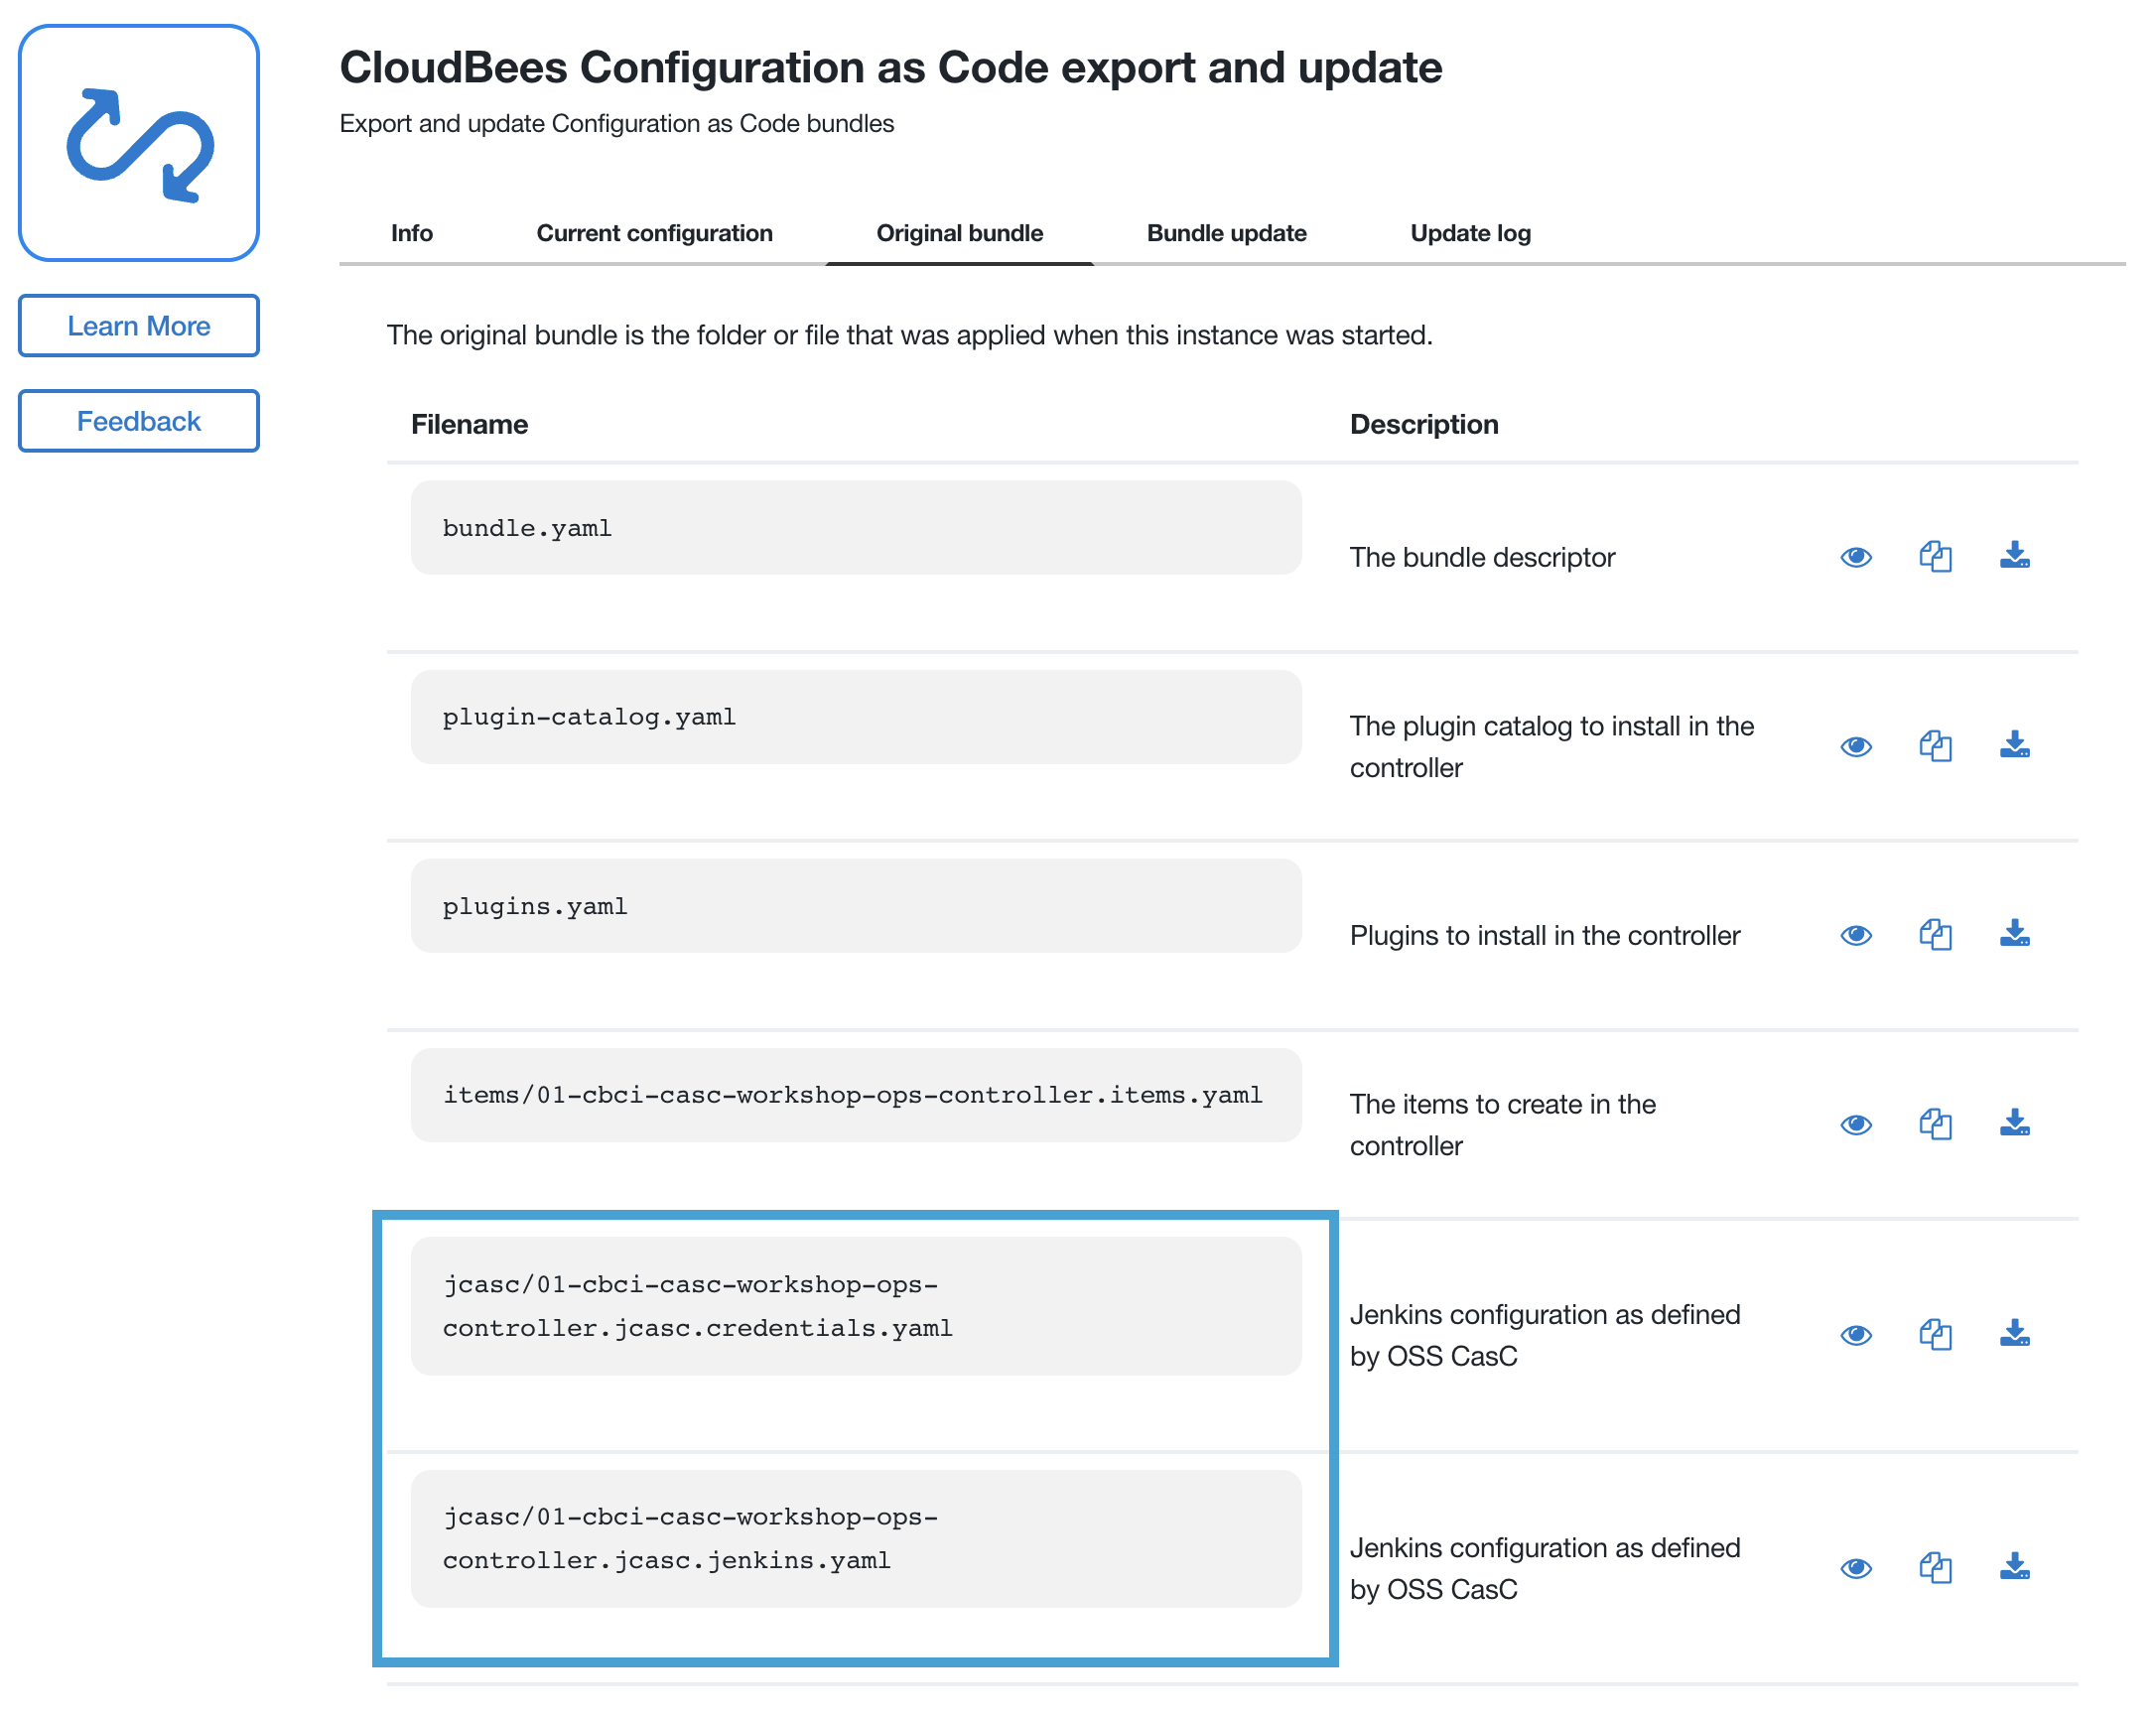 CloudBees Configuration as Code export and update
Export and update Configuration as Code bundles
Learn More
Feedback
Info Current configuration Original bundle Bundle update Update log
The original bundle is the folder or file that was applied when this instance was started.
Filename Description
bundle.yaml
The bundle descriptor
plugin-catalog.yaml
The plugin catalog to install in the
controller
plugins.yaml
Plugins to install in the controller
items/01-cbci-casc-workshop-ops-controller.items.yaml
The items to create in the
controller
jcasc/01-cbci-casc-workshop-ops-
controller.jcasc.credentials.yaml
Jenkins configuration as defined
by OSS CasC
jcasc/01-cbci-casc-workshop-ops-
controller.jcasc.jenkins.yaml
Jenkins configuration as defined
by OSS CasC